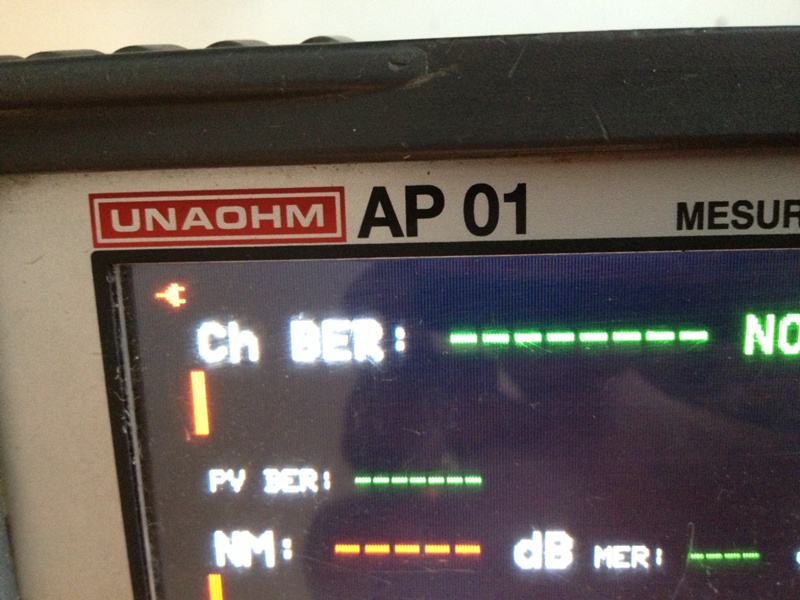 UNAOHM AP 01 MESUR
Ch BER: -------- NO
PV BER: -------
NM: ----- dB MER: ----